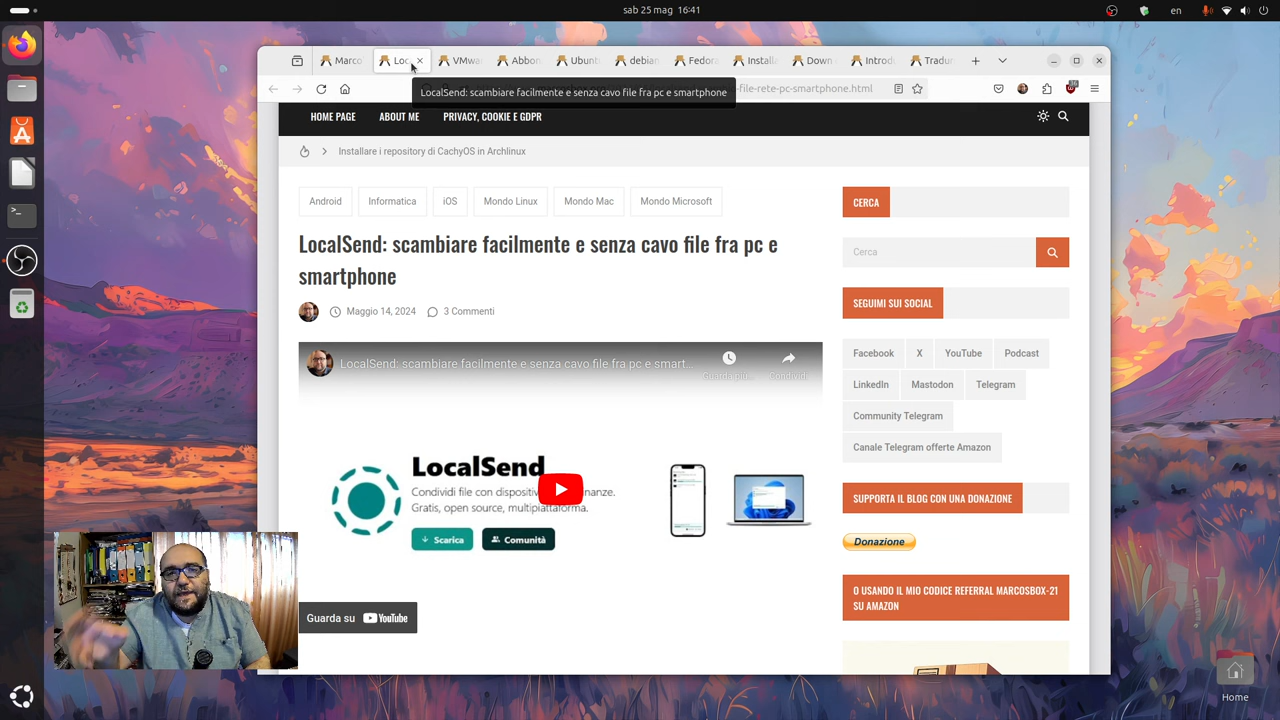 sab 25 mag 16:41
en
Marco
Loc
VMwa
Abbon
Ubunt
debian
Fedora
Install
Down
Introdu
Tradu
-file-rete-pc-smartphone.html
LocalSend: scambiare facilmente e senza cavo file fra pc e smartphone
HOME PAGE
ABOUT ME
PRIVACY, COOKIE E GDPR
Installare i repository di CachyOS in Archlinux
Android
Informatica
iOS
Mondo Linux
Mondo Mac
Mondo Microsoft
LocalSend: scambiare facilmente e senza cavo file fra pc e
smartphone
Maggio 14, 2024
3 Commenti
LocalSend: scambiare facilmente e senza cavo file fra pc e smart...
Guarda più...
Condividi
LocalSend
Condividi file con dispositiv
nanze.
Gratis, open source, multipiattaforma.
Scarica
Comunità
Guarda su YouTube
CERCA
Cerca
SEGUIMI SUI SOCIAL
Facebook
X
YouTube
Podcast
LinkedIn
Mastodon
Telegram
Community Telegram
Canale Telegram offerte Amazon
SUPPORTA IL BLOG CON UNA DONAZIONE
Donazione
O USANDO IL MIO CODICE REFERRAL MARCOSBOX-21
SU AMAZON
Home